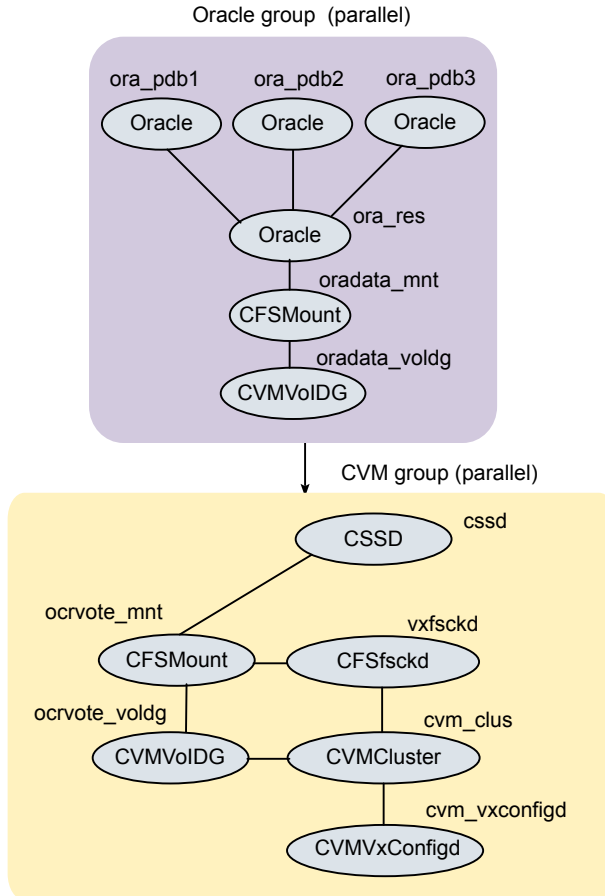 Oracle group (parallel)
ora_pdb1 ora_pdb2 ora_pdb3
Oracle Oracle Oracle
ora_res
Oracle
oradata_mnt
CFSMount
oradata_voldg
CVMVolDG
CVM group (parallel)
cssd
CSSD
ocrvote_mnt vxfsckd
CFSMount CFSfsckd
ocrvote_voldg cvm_clus
CVMVolDG CVMCluster
cvm_vxconfigd
CVMVxConfigd